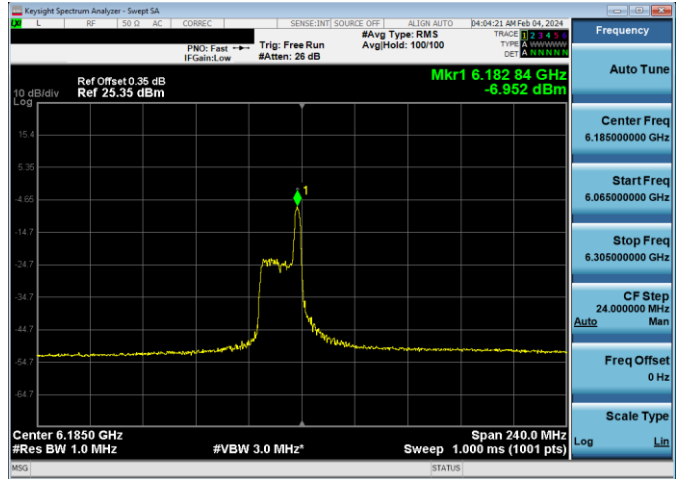 Keysight Spectrum Analyzer - Swept SA
L RF 50 Ω AC CORREC SENSE:INT SOURCE OFF ALIGN AUTO 04:04:21 AM Feb 04, 2024
PNO: Fast
IFGain:Low
Trig: Free Run
#Atten: 26 dB
#Avg Type: RMS
Avg|Hold: 100/100
TRACE 1 2 3 4 5 6
TYPE A WWWWW
DET A N N N N N
Frequency
Mkr1 6.182 84 GHz
-6.952 dBm
Ref Offset 0.35 dB
Ref 25.35 dBm
10 dB/div
Log
15.4
5.35
-4.65
-14.7
-24.7
-34.7
-44.7
-54.7
-64.7
1
Center 6.1850 GHz
#Res BW 1.0 MHz
#VBW 3.0 MHz*
Span 240.0 MHz
Sweep 1.000 ms (1001 pts)
Auto Tune
Center Freq
6.185000000 GHz
Start Freq
6.065000000 GHz
Stop Freq
6.305000000 GHz
CF Step
24.000000 MHz
Auto Man
Freq Offset
0 Hz
Scale Type
Log Lin
MSG
STATUS